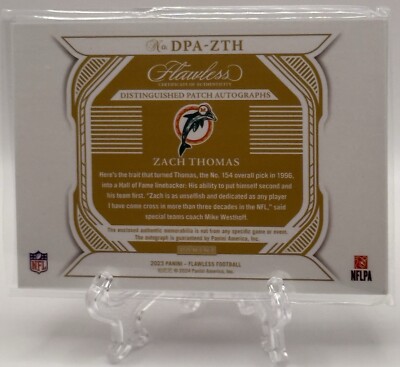 No. DPA-ZTH
Flawless
CERTIFICATE OF AUTHENTICITY
DISTINGUISHED PATCH AUTOGRAPHS
ZACH THOMAS
Here's the trait that turned Thomas, the No. 154 overall pick in 1996,
into a Hall of Fame linebacker: His ability to put himself second and
his team first. "Zach is as unselfish and dedicated as any player
I have come cross in more than three decades in the NFL," said
special teams coach Mike Westhoff.
The enclosed authentic memorabilia is not from any specific game or event.
The autograph is guaranteed by Panini America, Inc.
2023 PANINI - FLAWLESS FOOTBALL
© 2024 Panini America, Inc.
NFL
NFLPA